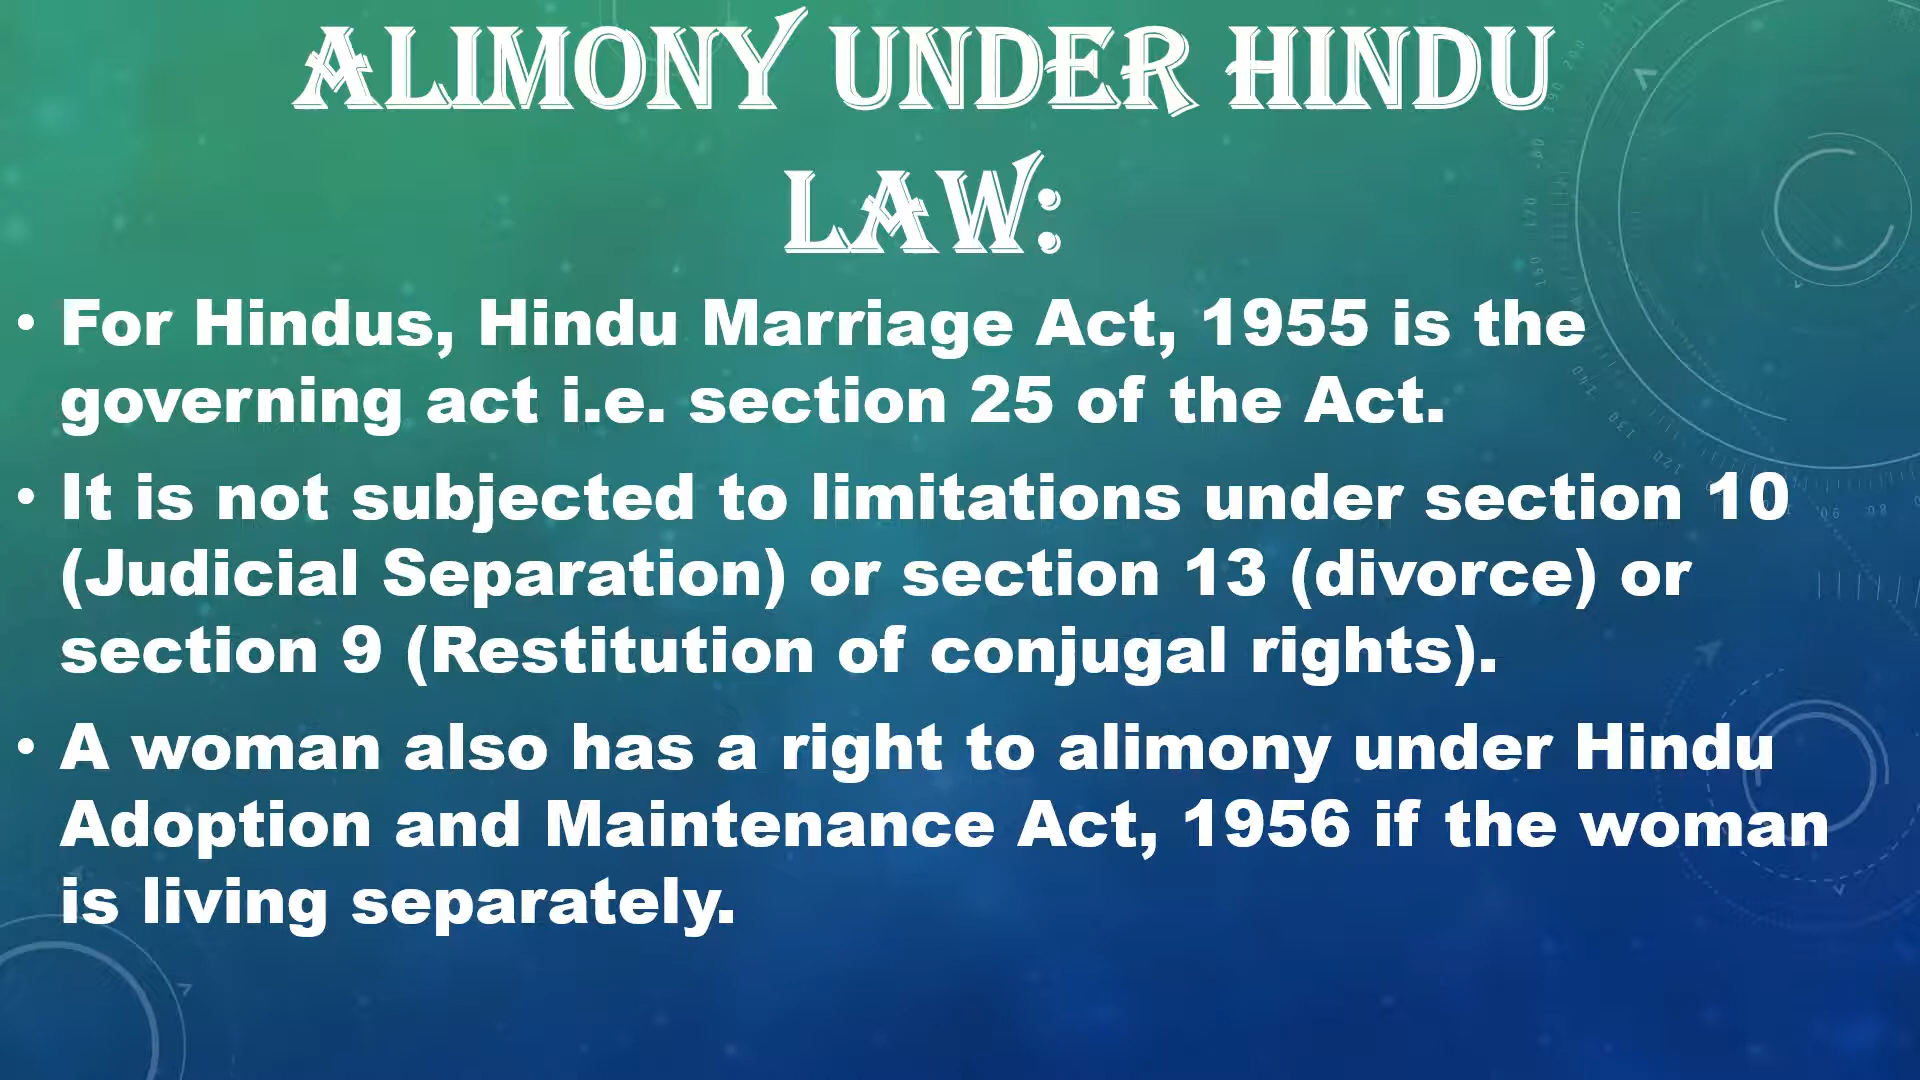 ALIMONY UNDER HINDU
LAW:
• For Hindus, Hindu Marriage Act, 1955 is the
governing act i.e. section 25 of the Act.
• It is not subjected to limitations under section 10
(Judicial Separation) or section 13 (divorce) or
section 9 (Restitution of conjugal rights).
• A woman also has a right to alimony under Hindu
Adoption and Maintenance Act, 1956 if the woman
is living separately.